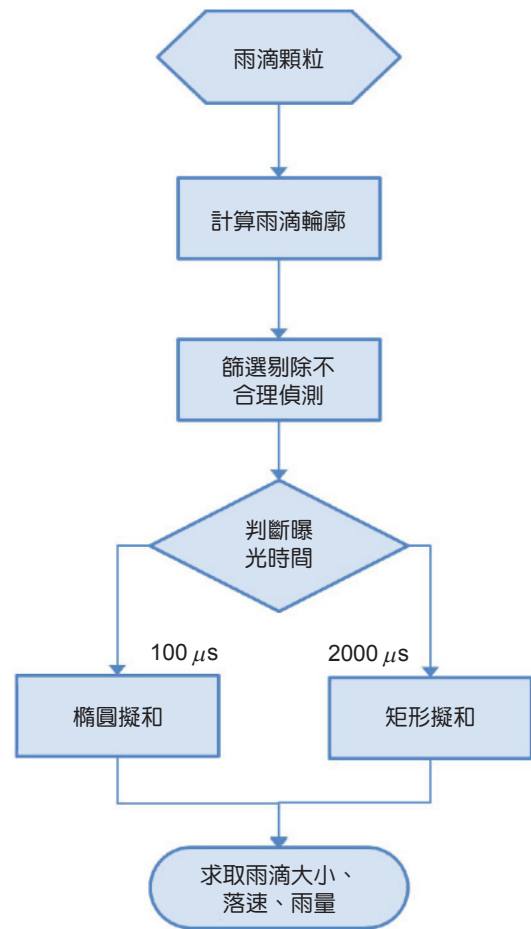 雨滴顆粒
計算雨滴輪廓
篩選剔除不
合理偵測
判斷曝
光時間
100 μs
2000 μs
橢圓擬和
矩形擬和
求取雨滴大小、
落速、雨量